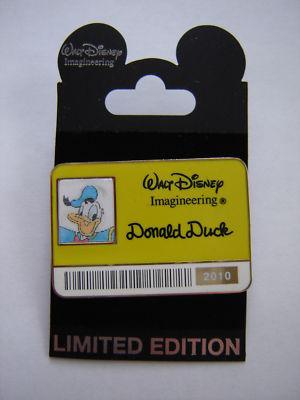 Walt Disney
Imagineering
Walt Disney
Imagineering®
Donald Duck
2010
LIMITED EDITION